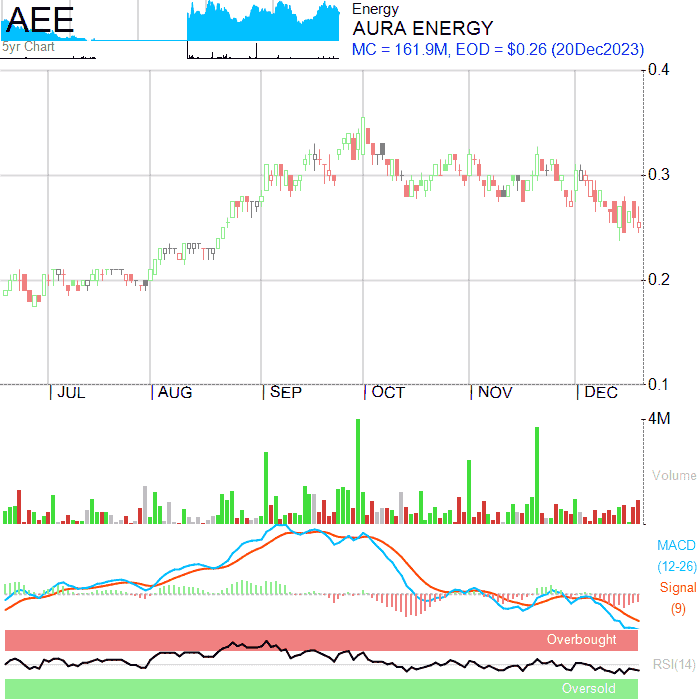 AEE
5yr Chart
Energy
AURA ENERGY
MC = 161.9M, EOD = $0.26 (20Dec2023)
0.4
0.3
0.2
0.1
JUL AUG SEP OCT NOV DEC
4M
Volume
MACD
(12-26)
Signal
(9)
Overbought
RSI(14)
Oversold